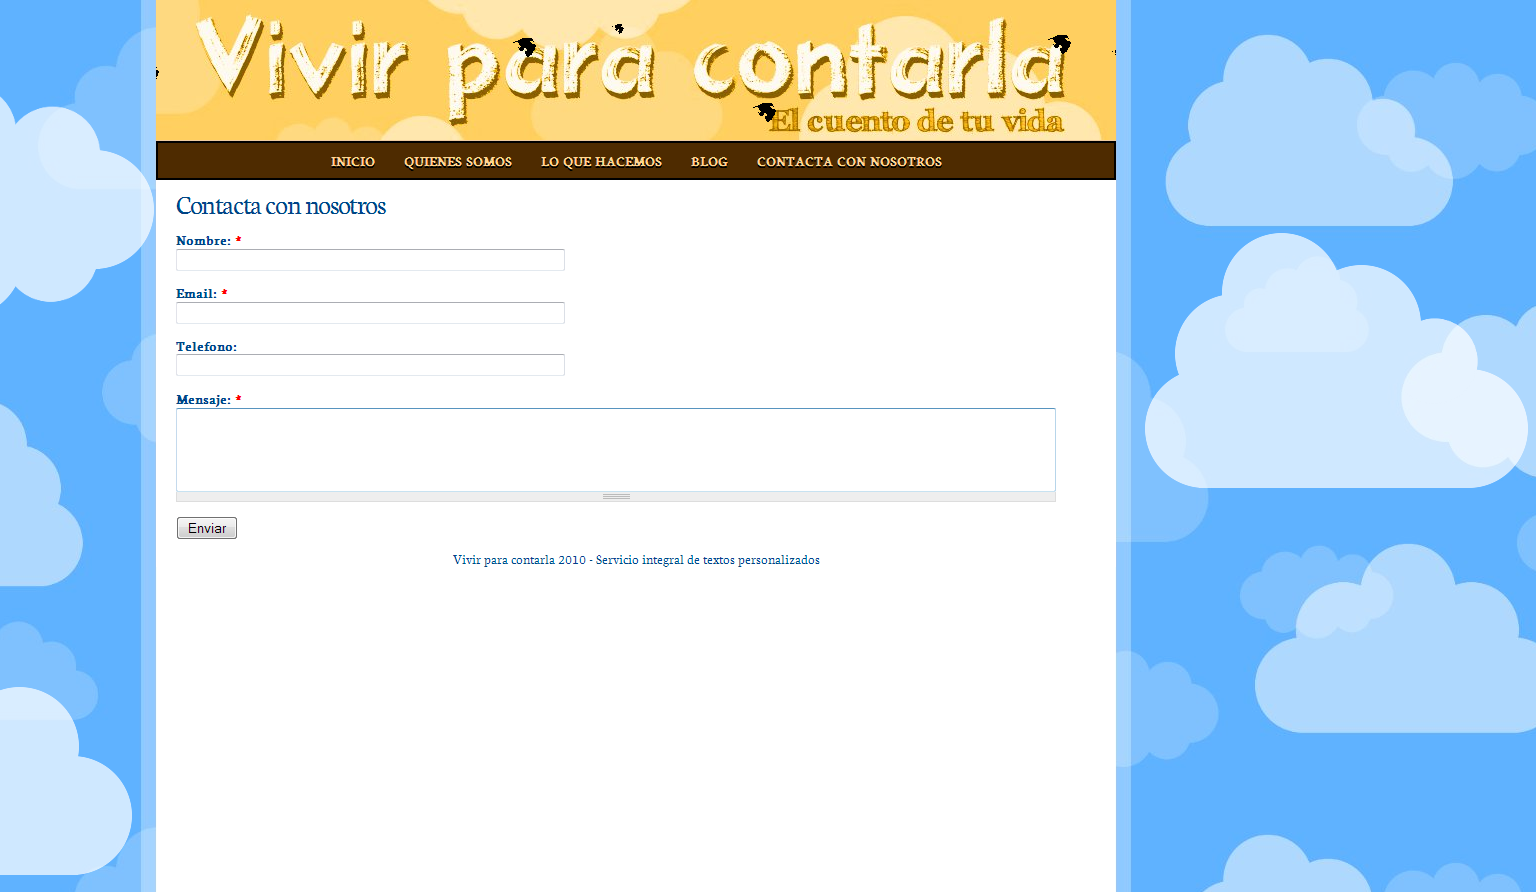 Vivir para contarla
El cuento de tu vida
INICIO QUIENES SOMOS LO QUE HACEMOS BLOG CONTACTA CON NOSOTROS
Contacta con nosotros
Nombre: *
Email: *
Telefono:
Mensaje: *
Enviar
Vivir para contarla 2010 - Servicio integral de textos personalizados